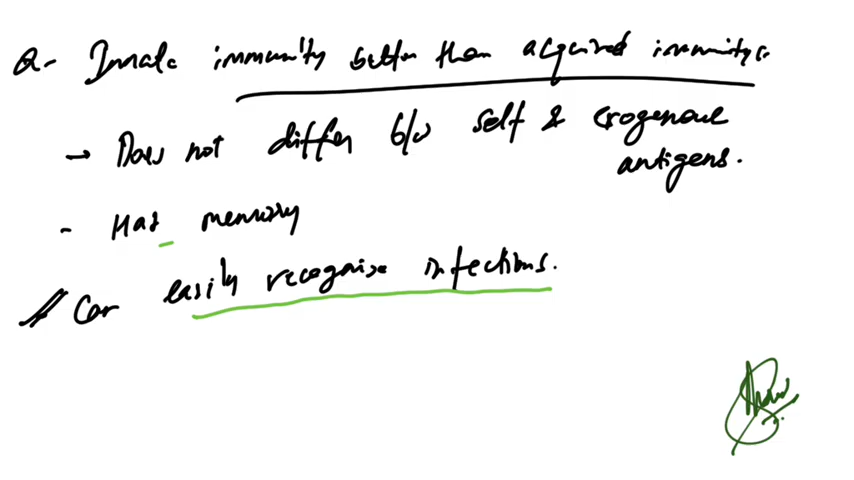 Q- Innate immunity better than acquired immunity:
→ Does not differ b/w self & exogenous
antigens.
- Has memory
Can easily recognise infections.